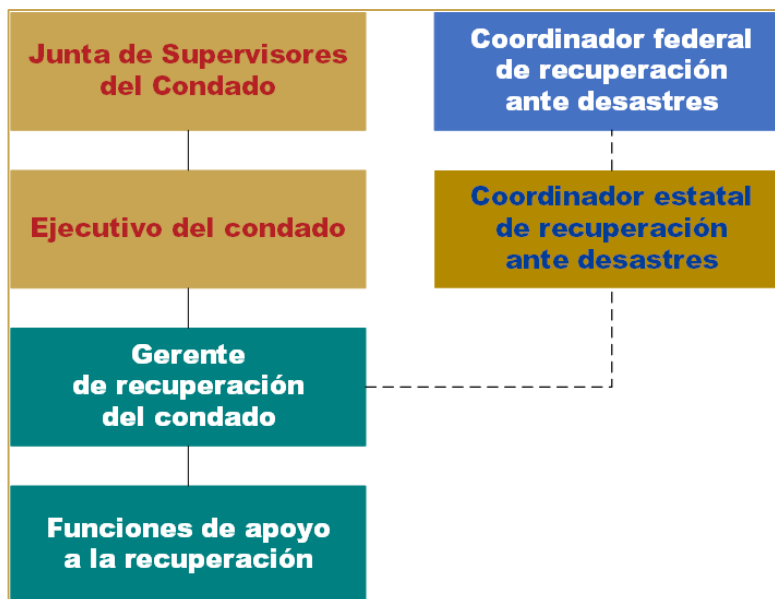 Junta de Supervisores
del Condado
Coordinador federal
de recuperación
ante desastres
Ejecutivo del condado
Coordinador estatal
de recuperación
ante desastres
Gerente
de recuperación
del condado
Funciones de apoyo
a la recuperación